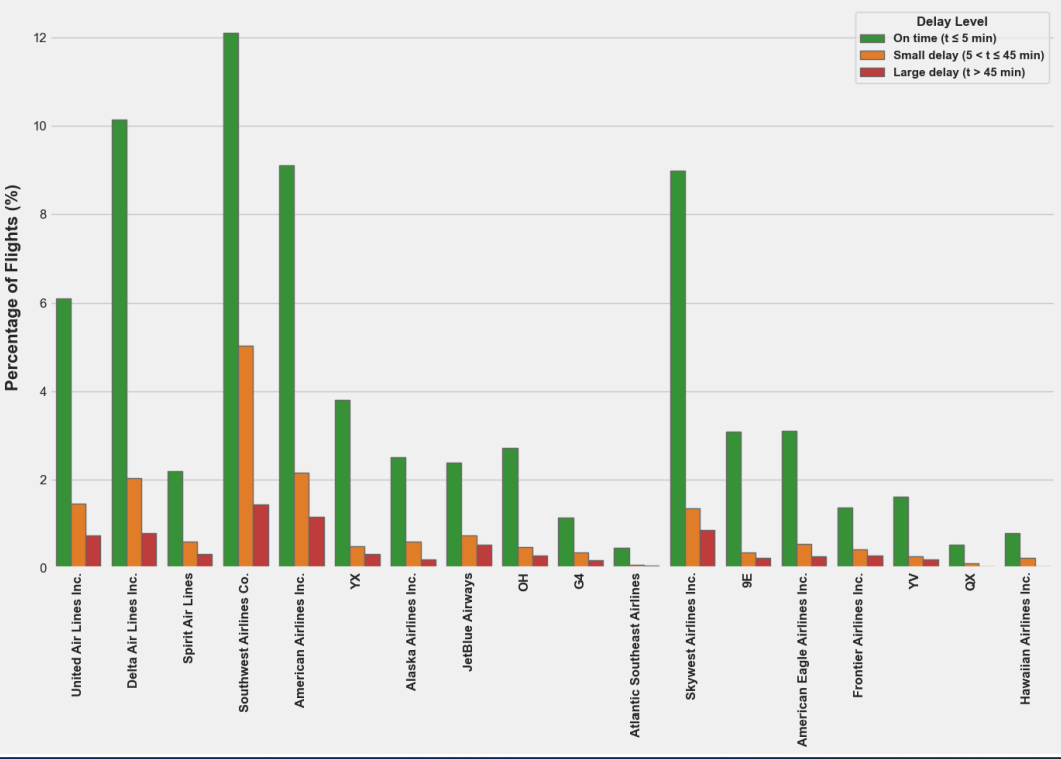 Delay Level
On time (t ≤ 5 min)
Small delay (5 < t ≤ 45 min)
Large delay (t > 45 min)
Percentage of Flights (%)
12
10
8
6
4
2
0
United Air Lines Inc.
Delta Air Lines Inc.
Spirit Air Lines
Southwest Airlines Co.
American Airlines Inc.
YX
Alaska Airlines Inc.
JetBlue Airways
OH
G4
Atlantic Southeast Airlines
Skywest Airlines Inc.
9E
American Eagle Airlines Inc.
Frontier Airlines Inc.
YV
QX
Hawaiian Airlines Inc.